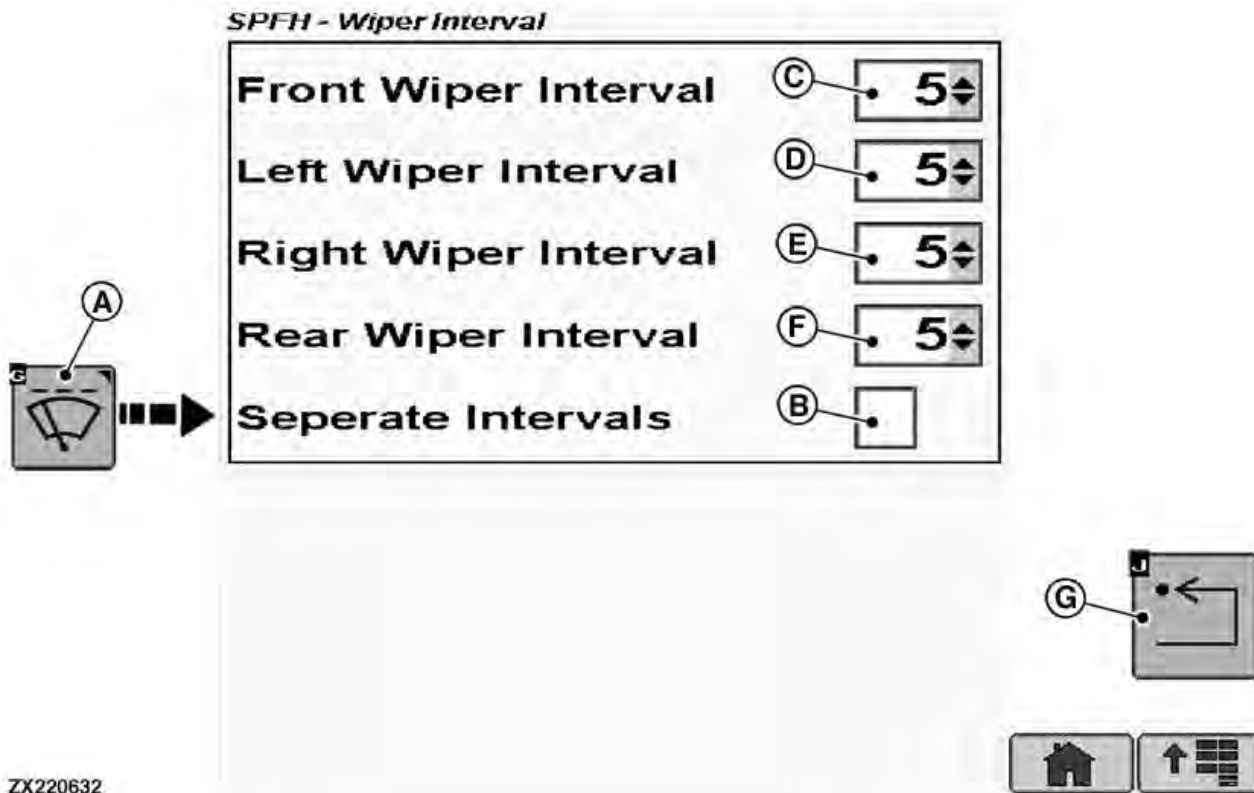 SPFH - Wiper Interval
Front Wiper Interval C 5
Left Wiper Interval D 5
Right Wiper Interval E 5
A
Rear Wiper Interval F 5
G
Seperate Intervals B
J
G
ZX220632